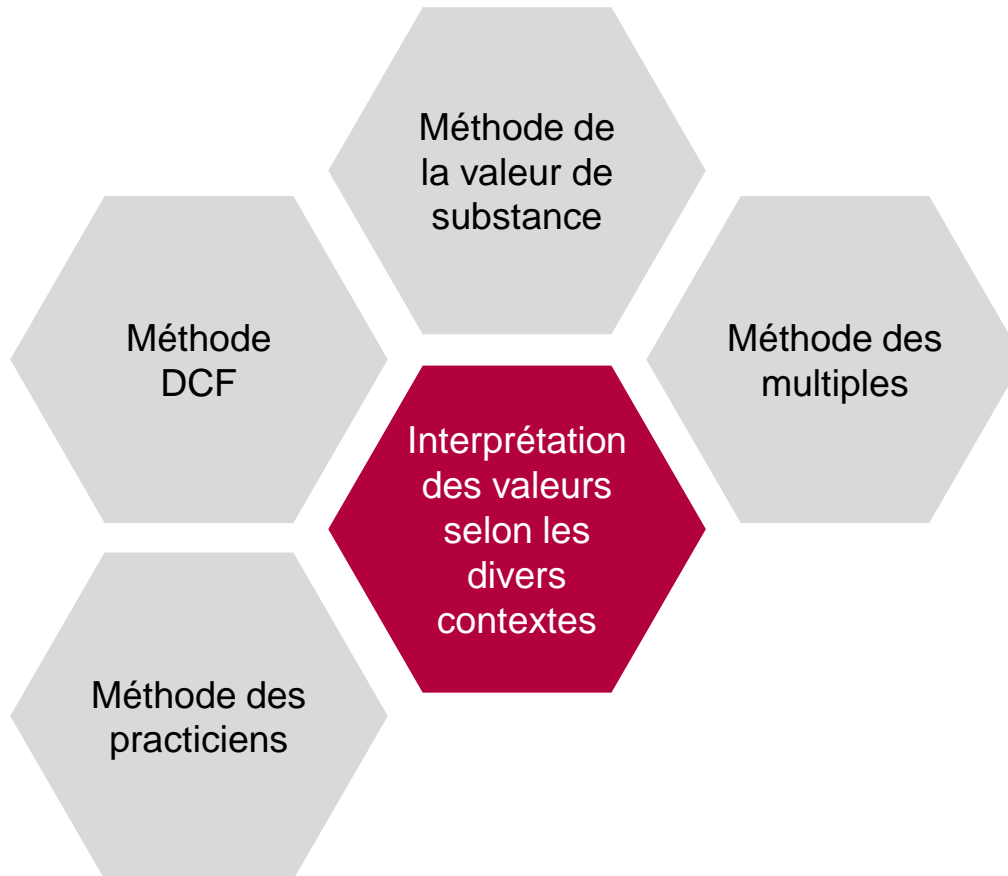 Méthode de
la valeur de
substance
Méthode
DCF
Méthode des
multiples
Interprétation
des valeurs
selon les
divers
contextes
Méthode des
practiciens